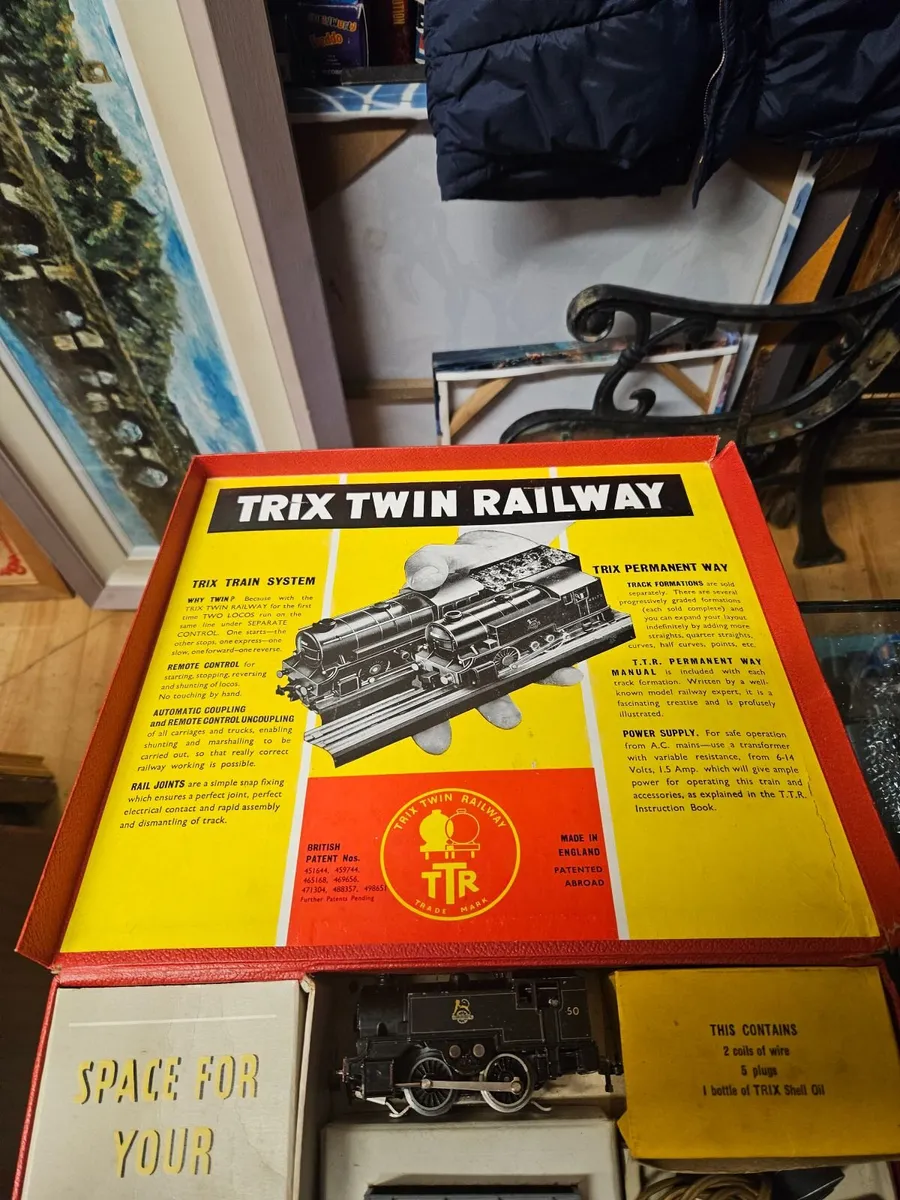 TRIX TWIN RAILWAY
TRIX TRAIN SYSTEM
WHY TWIN? Because with the
TRIX TWIN RAILWAY for the first
time TWO LOCOS run on the
same line under SEPARATE
CONTROL. One starts—the
other stops, one express—one
slow, one forward—one reverse.
REMOTE CONTROL for
starting, stopping, reversing
and shunting of locos.
No touching by hand.
AUTOMATIC COUPLING
and REMOTE CONTROL UNCOUPLING
of all carriages and trucks, enabling
shunting and marshalling to be
carried out, so that really correct
railway working is possible.
RAIL JOINTS are a simple snap fixing
which ensures a perfect joint, perfect
electrical contact and rapid assembly
and dismantling of track.
TRIX PERMANENT WAY
TRACK FORMATIONS are sold
separately. There are several
progressively graded formations
(each sold complete) and
you can expand your layout
indefinitely by adding more
straights, quarter straights,
curves, half curves, points, etc.
T.T.R. PERMANENT WAY
MANUAL is included with each
track formation. Written by a well-
known model railway expert, it is a
fascinating treatise and is profusely
illustrated.
POWER SUPPLY. For safe operation
from A.C. mains—use a transformer
with variable resistance, from 6-14
Volts, 1.5 Amp. which will give ample
power for operating this train and
accessories, as explained in the T.T.R.
Instruction Book.
BRITISH
PATENT Nos.
451644, 459744,
465168, 469656,
471304, 488357, 498651
Further Patents Pending
TRIX TWIN RAILWAY
TTR
TRADE MARK
MADE IN
ENGLAND
PATENTED
ABROAD
SPACE FOR
YOUR
50
THIS CONTAINS
2 coils of wire
5 plugs
1 bottle of TRIX Shell Oil